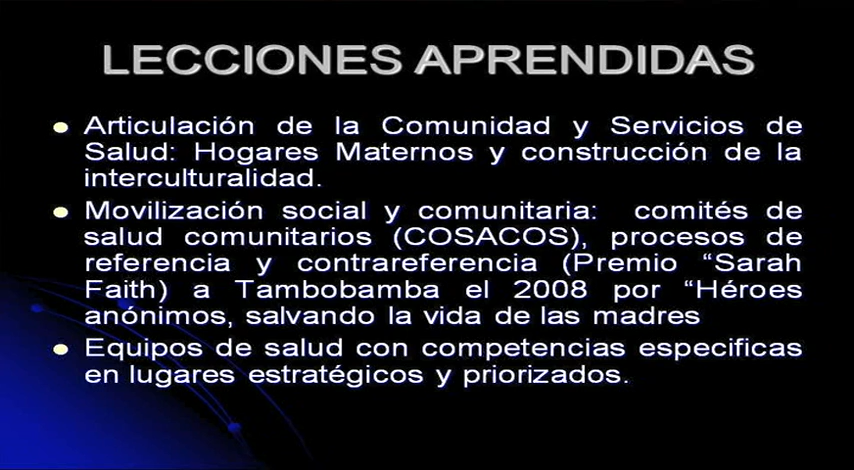 LECCIONES APRENDIDAS
Articulación de la Comunidad y Servicios de
Salud: Hogares Maternos y construcción de la
interculturalidad.
Movilización social y comunitaria: comités de
salud comunitarios (COSACOS), procesos de
referencia y contrareferencia (Premio “Sarah
Faith) a Tambobamba el 2008 por “Héroes
anónimos, salvando la vida de las madres
Equipos de salud con competencias especificas
en lugares estratégicos y priorizados.